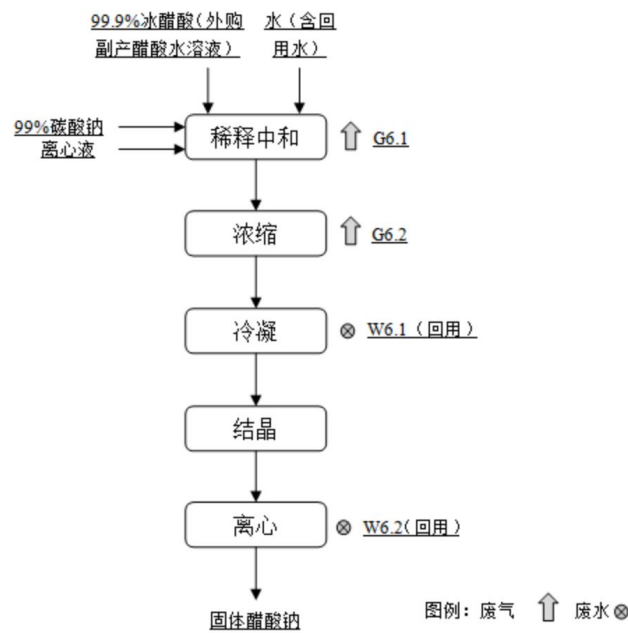 99.9%冰醋酸（外购
副产醋酸水溶液）
水（含回
用水）
99%碳酸钠
离心液
稀释中和
G6.1
浓缩
G6.2
冷凝
W6.1（回用）
结晶
离心
W6.2（回用）
固体醋酸钠
图例：废气 废水